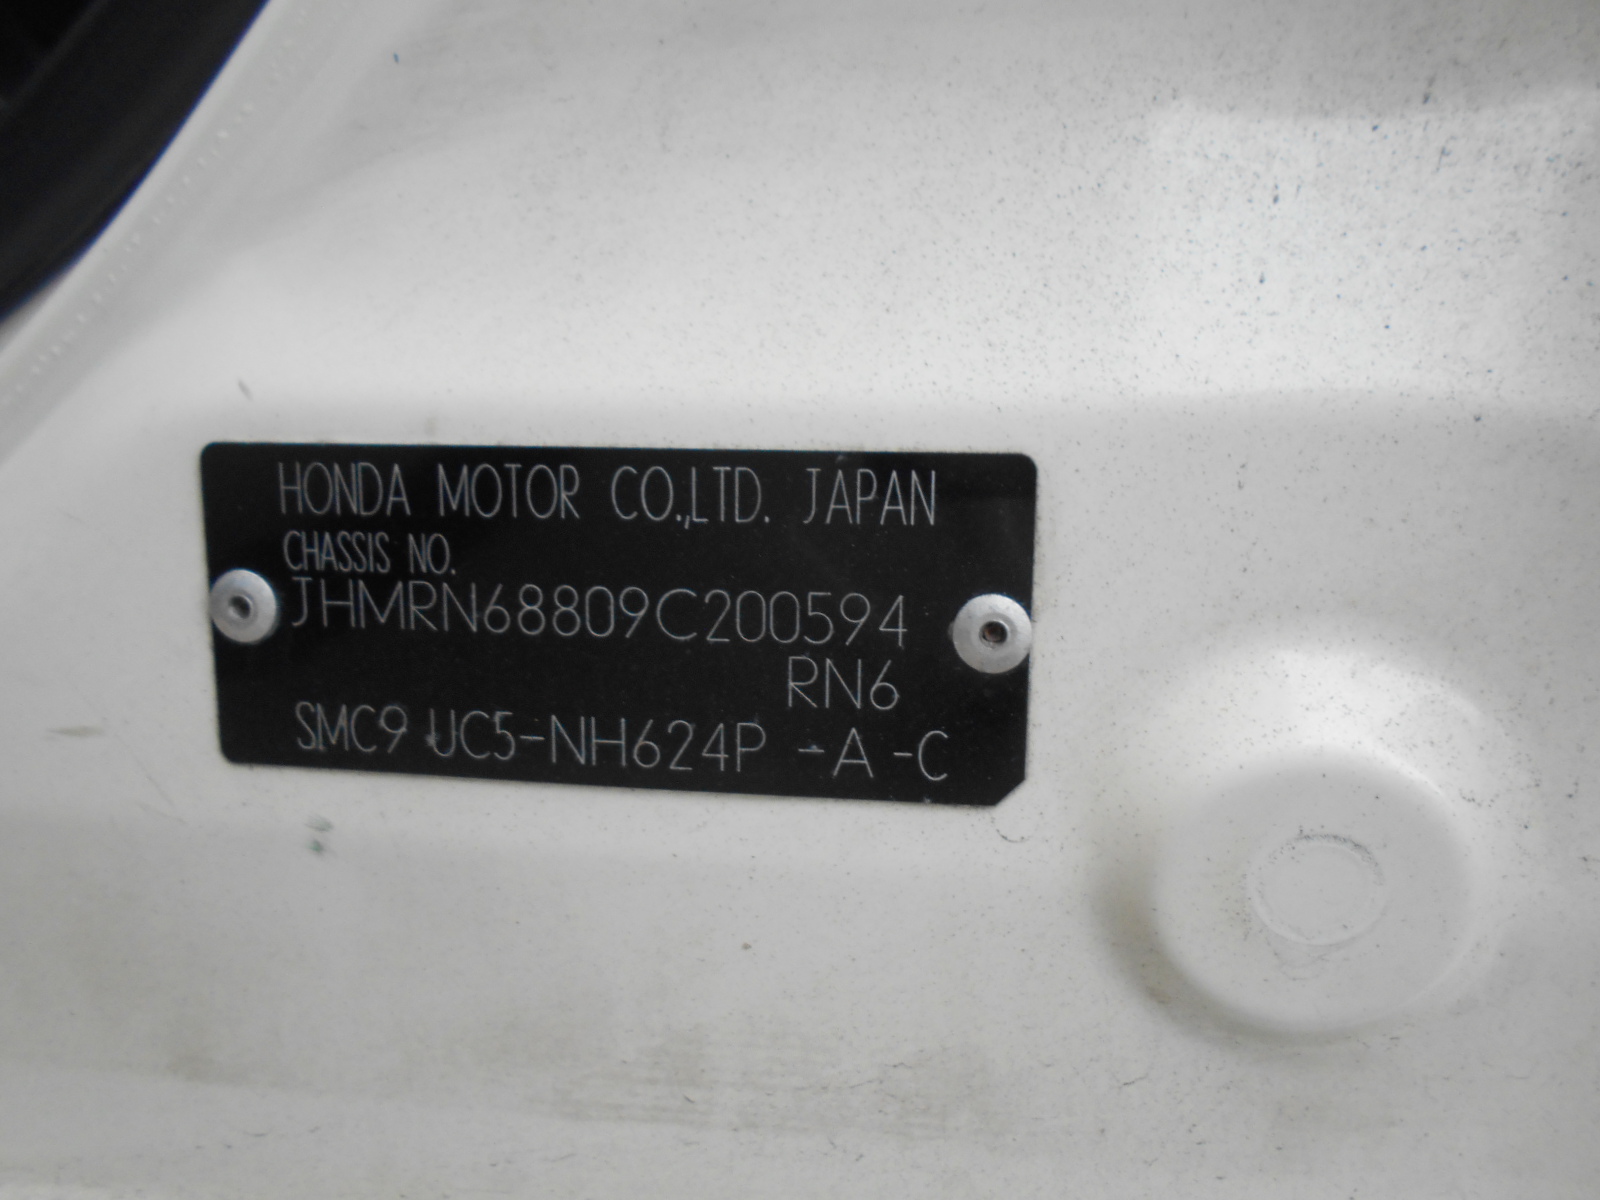 HONDA MOTOR CO.,LTD. JAPAN
CHASSIS NO.
JHMRN68809C200594
RN6
SMC9 UC5-NH624P -A -C